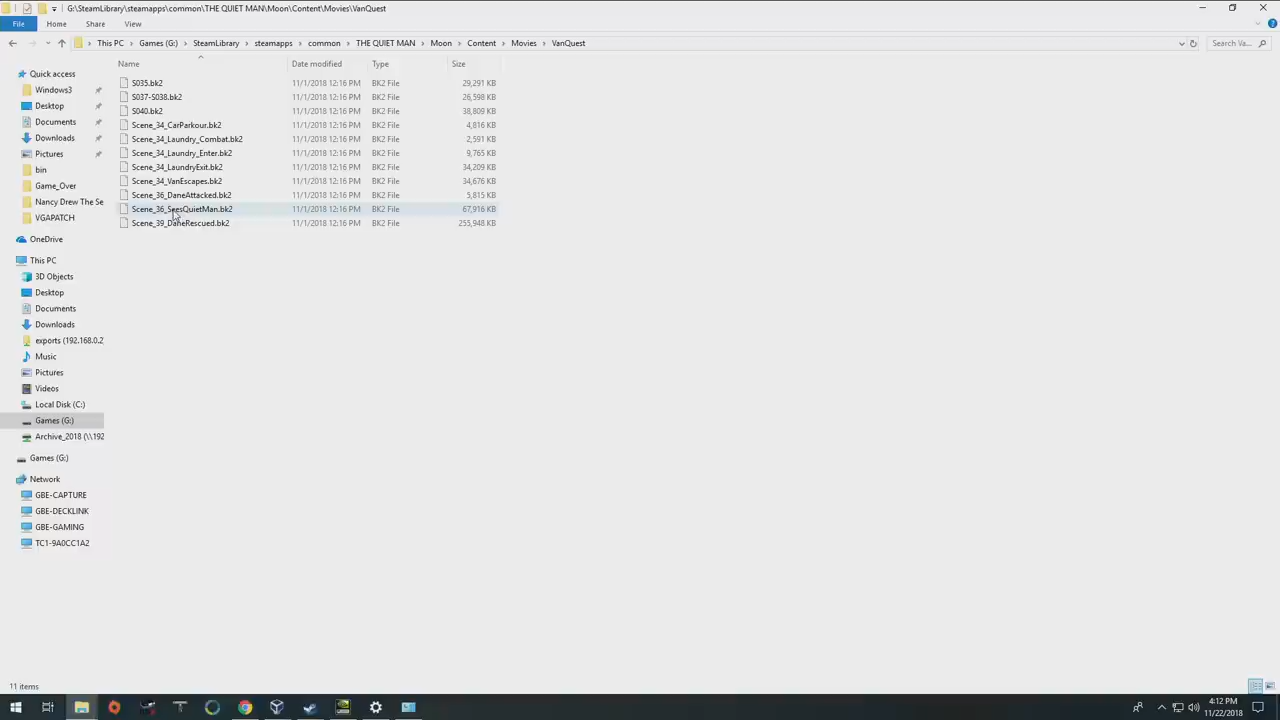 G:\SteamLibrary\steamapps\common\THE QUIET MAN\Moon\Content\Movies\VanQuest
File Home Share View
This PC Games (G:) SteamLibrary steamapps common THE QUIET MAN Moon Content Movies VanQuest Search Va...
Name Date modified Type Size
S035.bk2 11/1/2018 12:16 PM BK2 File 29,291 KB
S037-S038.bk2 11/1/2018 12:16 PM BK2 File 26,598 KB
S040.bk2 11/1/2018 12:16 PM BK2 File 38,809 KB
Scene_34_CarParkour.bk2 11/1/2018 12:16 PM BK2 File 4,816 KB
Scene_34_Laundry_Combat.bk2 11/1/2018 12:16 PM BK2 File 2,591 KB
Scene_34_Laundry_Enter.bk2 11/1/2018 12:16 PM BK2 File 9,765 KB
Scene_34_LaundryExit.bk2 11/1/2018 12:16 PM BK2 File 34,209 KB
Scene_34_VanEscapes.bk2 11/1/2018 12:16 PM BK2 File 34,676 KB
Scene_36_DaneAttacked.bk2 11/1/2018 12:16 PM BK2 File 5,815 KB
Scene_36_SeesQuietMan.bk2 11/1/2018 12:16 PM BK2 File 67,916 KB
Scene_39_DaneRescued.bk2 11/1/2018 12:16 PM BK2 File 255,948 KB
Quick access
Windows3
Desktop
Documents
Downloads
Pictures
bin
Game_Over
Nancy Drew The Se
VGAPATCH
OneDrive
This PC
3D Objects
Desktop
Documents
Downloads
exports (192.168.0.2)
Music
Pictures
Videos
Local Disk (C:)
Games (G:)
Archive_2018 (\\192
Games (G:)
Network
GBE-CAPTURE
GBE-DECKLINK
GBE-GAMING
TC1-9A0CC1A2
11 items
4:12 PM
11/22/2018